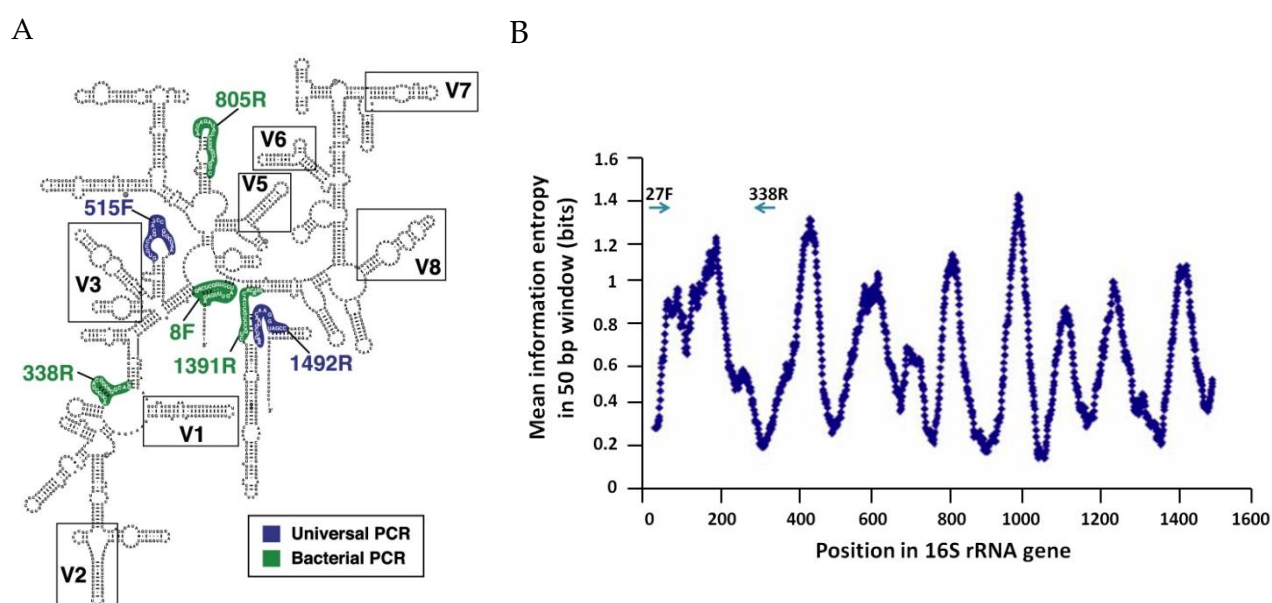 A
805R
V7
V6
V5
515F
V3
V8
8F
1391R
1492R
338R
V1
V2
Universal PCR
Bacterial PCR
B
Mean information entropy
in 50 bp window (bits)
1.6
1.4
1.2
1
0.8
0.6
0.4
0.2
0
27F
338R
0
200
400
600
800
1000
1200
1400
1600
Position in 16S rRNA gene